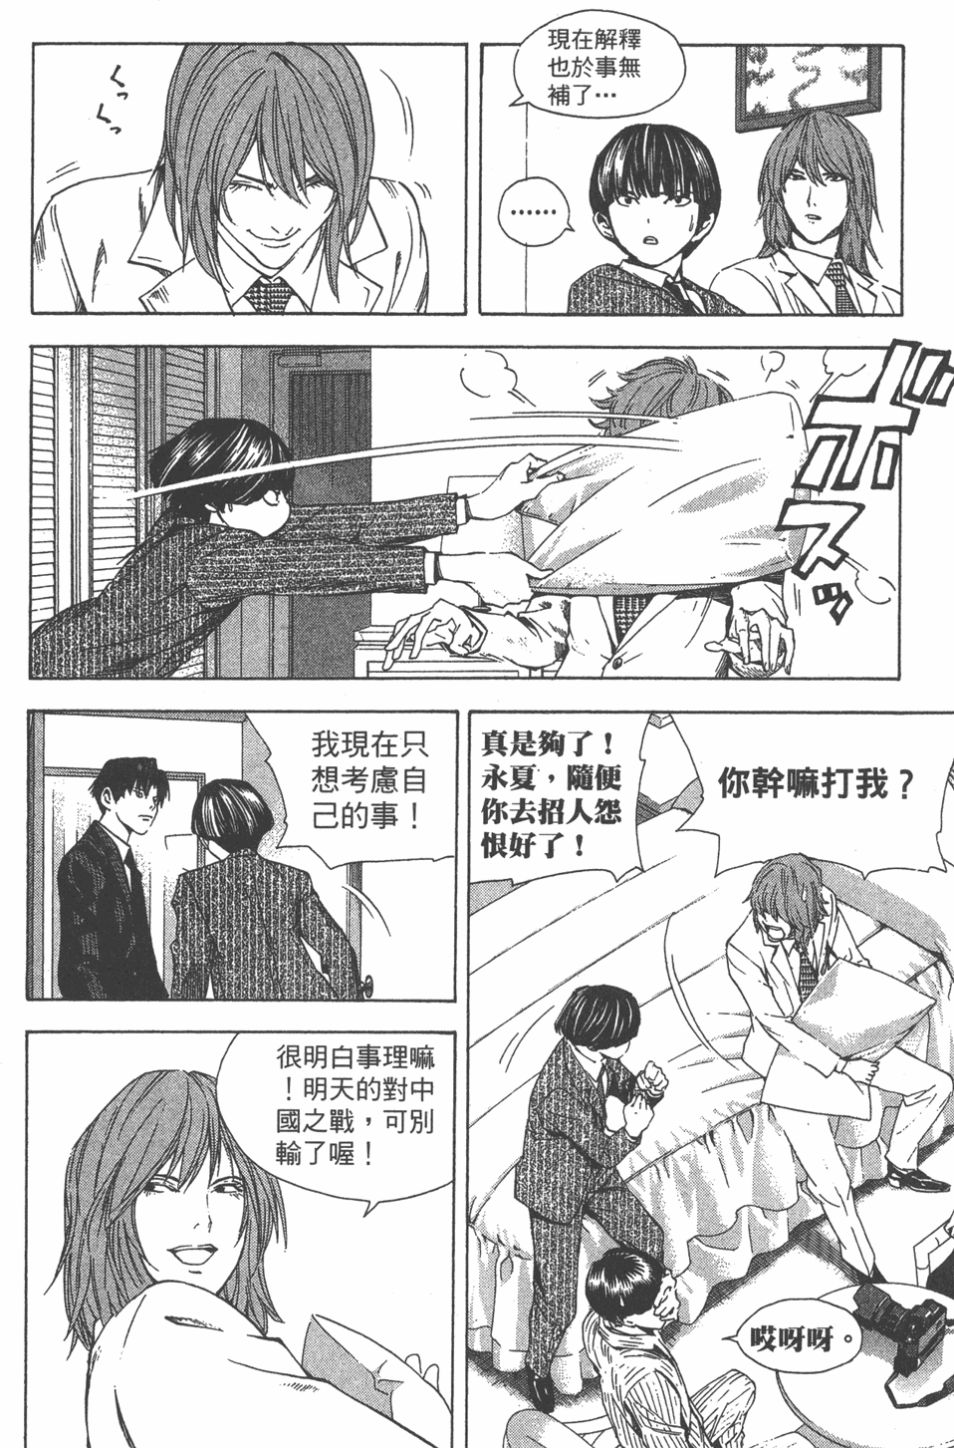 現在解釋
也於事無
補了…
……
くっくっ
ボスッ
你幹嘛打我？
真是夠了！
永夏，隨便
你去招人怨
恨好了！
哎呀呀。
我現在只
想考慮自
己的事！
很明白事理嘛
！明天的對中
國之戰，可別
輸了喔！